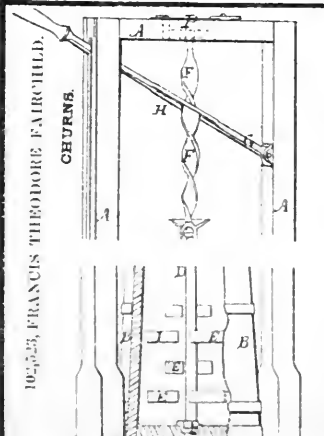 102,523, FRANCIS THEODORE FAIRCHILD.
CHURNS.
A
F
H
F
A
A
D
D
B
I
E
B
E
E